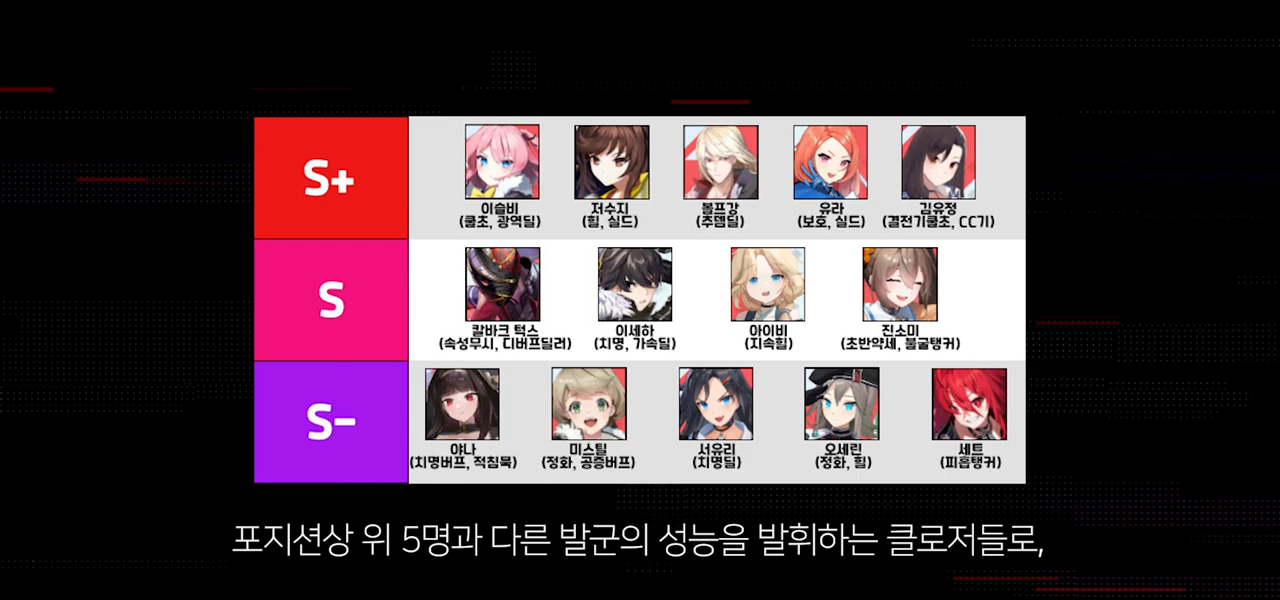 S+
이슬비
(쿨초, 광역딜)
저수지
(힐, 실드)
볼프강
(추뎀딜)
유라
(보호, 실드)
김유정
(결전기쿨초, CC기)
S
칼바크 턱스
(속성무시, 디버프딜러)
이세하
(치명, 가속딜)
아이비
(지속힐)
진소미
(초반약세, 불굴탱커)
S-
야나
(치명버프, 적침묵)
미스틸
(정화, 공증버프)
서유리
(치명딜)
오세린
(정화, 힐)
세트
(피흡탱커)
포지션상 위 5명과 다른 발군의 성능을 발휘하는 클로저들로,